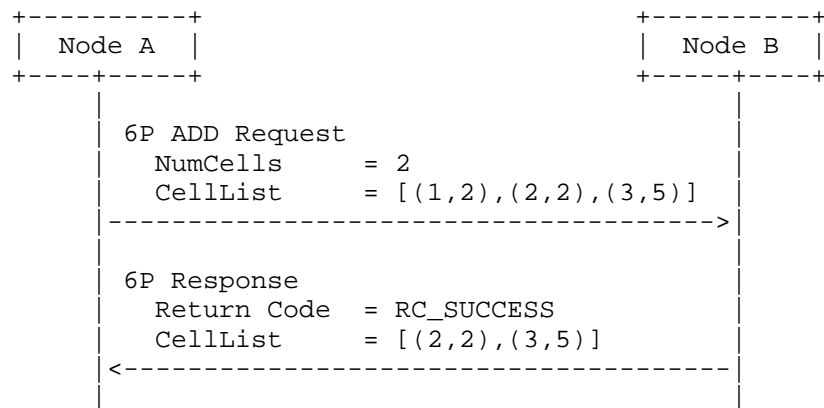 Node A Node B
6P ADD Request
NumCells = 2
CellList = [(1,2),(2,2),(3,5)]
6P Response
Return Code = RC_SUCCESS
CellList = [(2,2),(3,5)]